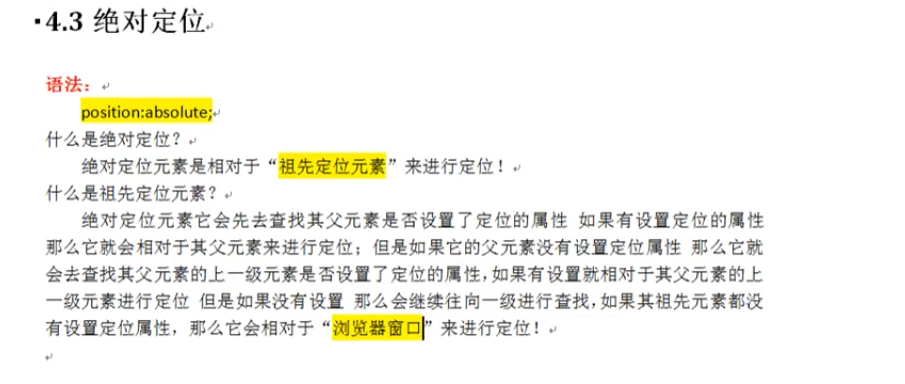 ▪4.3 绝对定位
语法：
position:absolute;
什么是绝对定位？
绝对定位元素是相对于“祖先定位元素”来进行定位！
什么是祖先定位元素？
绝对定位元素它会先去查找其父元素是否设置了定位的属性 如果有设置定位的属性
那么它就会相对于其父元素来进行定位；但是如果它的父元素没有设置定位属性 那么它就
会去查找其父元素的上一级元素是否设置了定位的属性,如果有设置就相对于其父元素的上
一级元素进行定位 但是如果没有设置 那么会继续往向一级进行查找,如果其祖先元素都没
有设置定位属性，那么它会相对于“浏览器窗口”来进行定位！